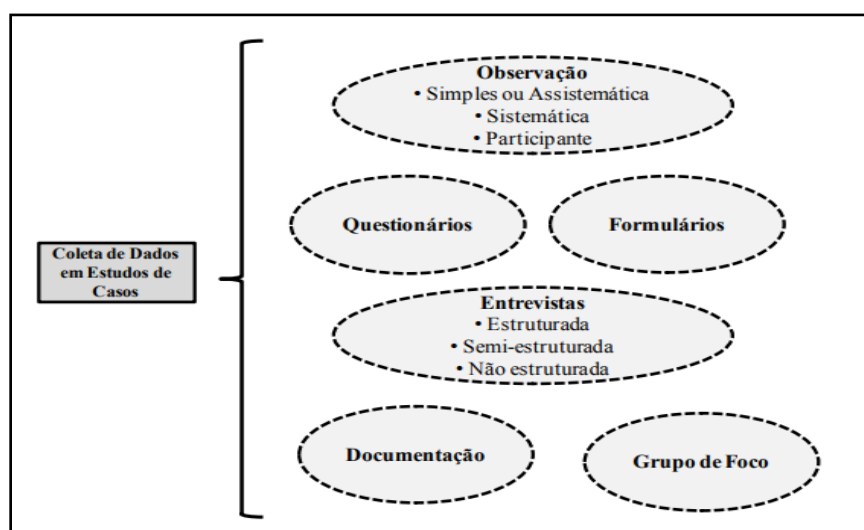 Coleta de Dados
em Estudos de
Casos
Observação
• Simples ou Assistemática
• Sistemática
• Participante
Questionários
Formulários
Entrevistas
• Estruturada
• Semi-estruturada
• Não estruturada
Documentação
Grupo de Foco